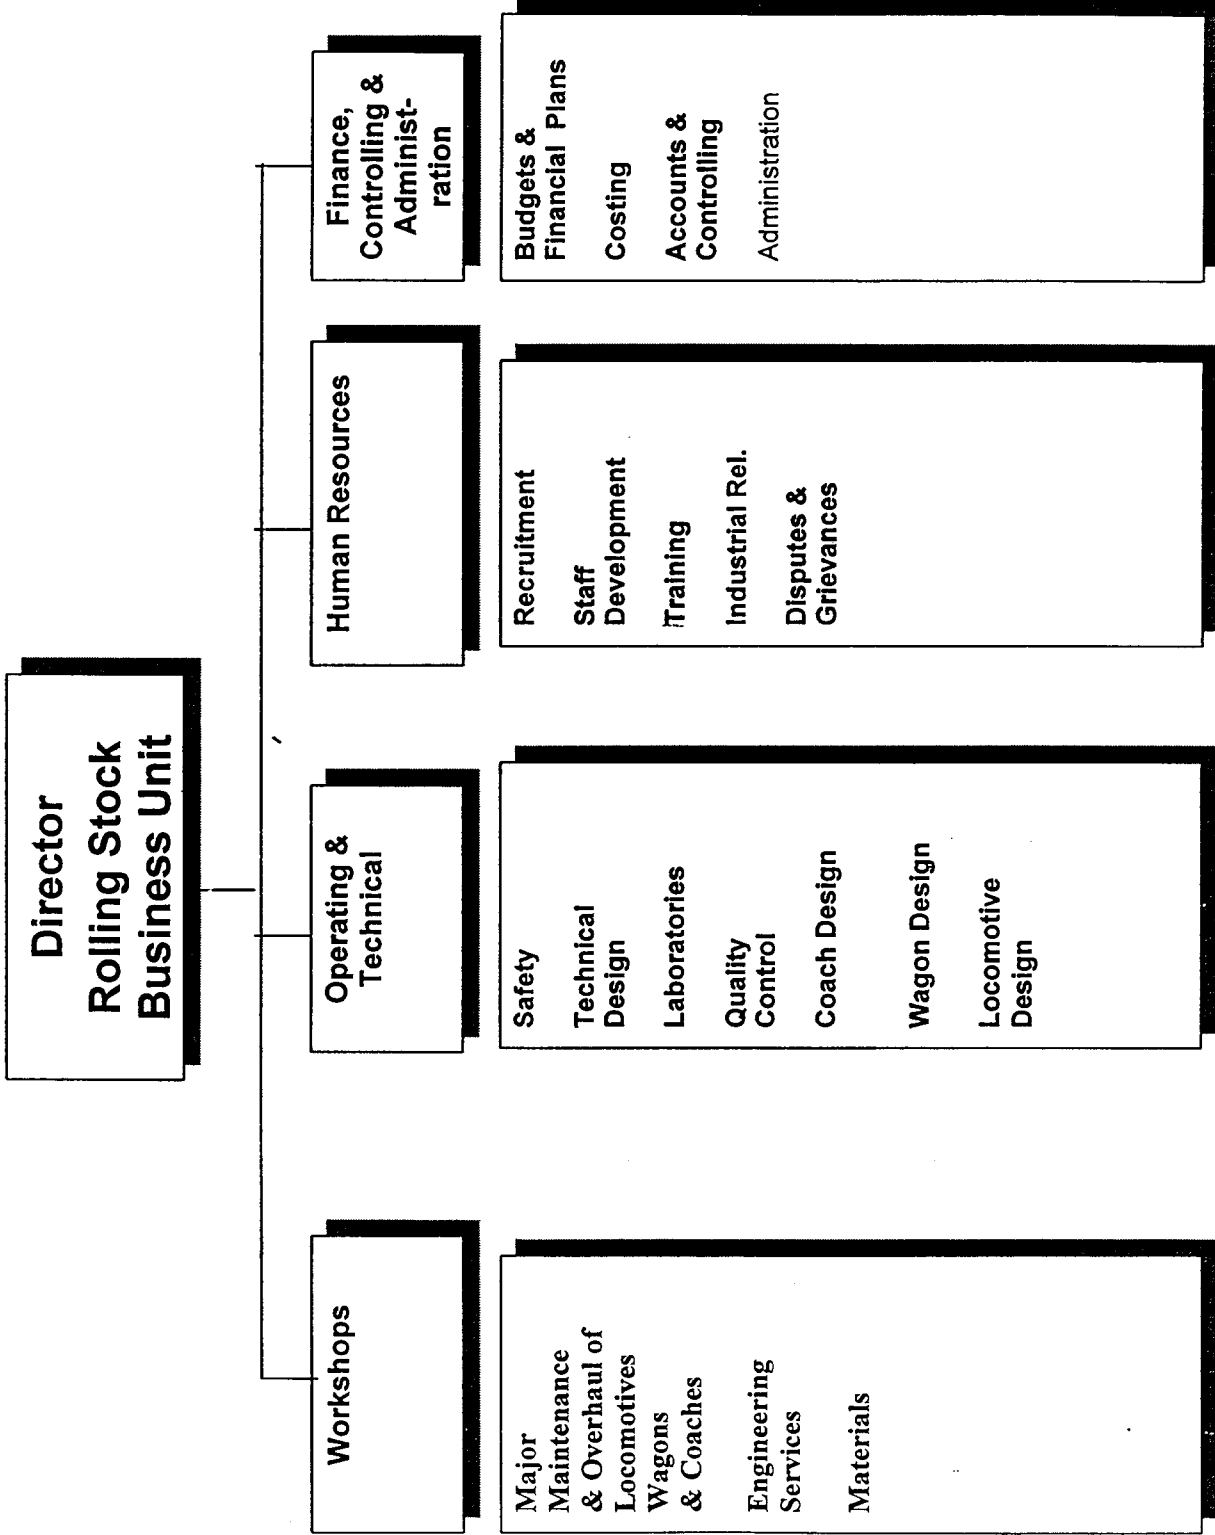 Director
Rolling Stock
Business Unit
Workshops
Major
Maintenance
& Overhaul of
Locomotives
Wagons
& Coaches
Engineering
Services
Materials
Operating &
Technical
Safety
Technical
Design
Laboratories
Quality
Control
Coach Design
Wagon Design
Locomotive
Design
Human Resources
Recruitment
Staff
Development
Training
Industrial Rel.
Disputes &
Grievances
Finance,
Controlling &
Administ-
ration
Budgets &
Financial Plans
Costing
Accounts &
Controlling
Administration